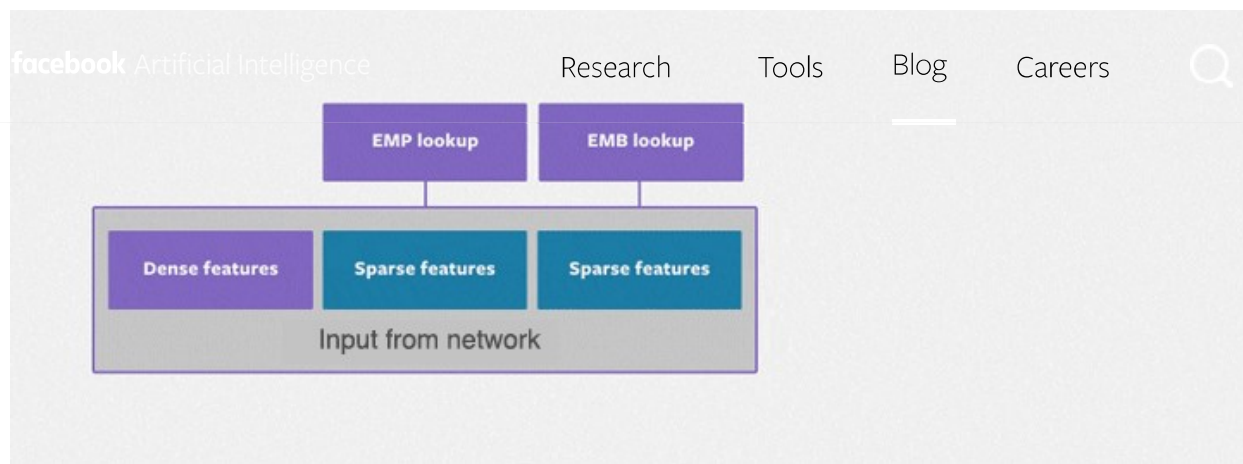 facebook Artificial Intelligence Research Tools Blog Careers
EMP lookup EMB lookup
Dense features Sparse features Sparse features
Input from network